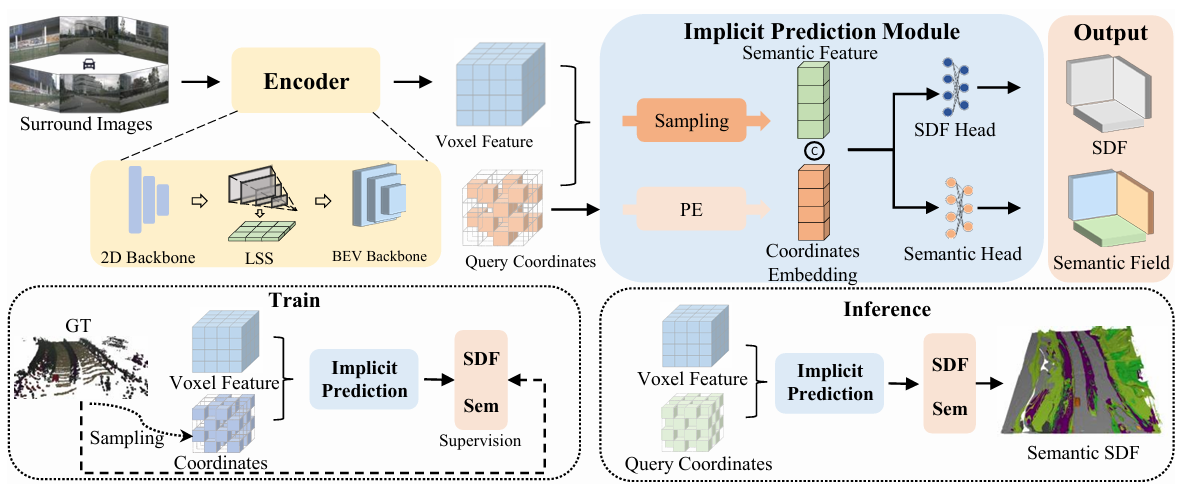 Surround Images
Encoder
2D Backbone
LSS
BEV Backbone
Voxel Feature
Query Coordinates
Implicit Prediction Module
Semantic Feature
Sampling
C
PE
Coordinates
Embedding
SDF Head
Semantic Head
Output
SDF
Semantic Field
Train
GT
Sampling
Voxel Feature
Coordinates
Implicit
Prediction
SDF
Sem
Supervision
Inference
Voxel Feature
Query Coordinates
Implicit
Prediction
SDF
Sem
Semantic SDF